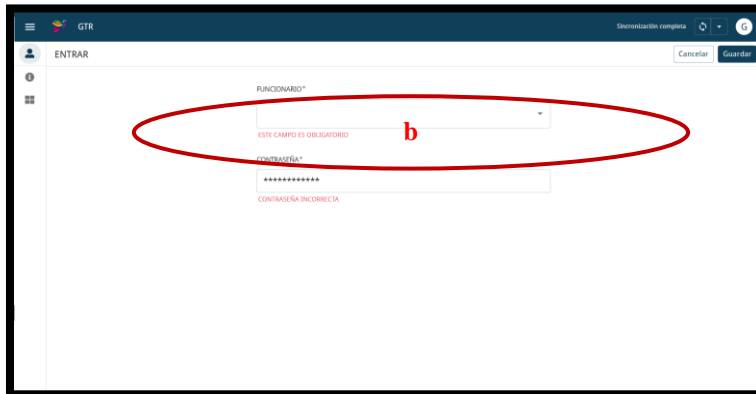 GTR
Sincronización completa
G
ENTRAR
Cancelar
Guardar
FUNCIONARIO*
ESTE CAMPO ES OBLIGATORIO
b
CONTRASEÑA*
************
CONTRASEÑA INCORRECTA